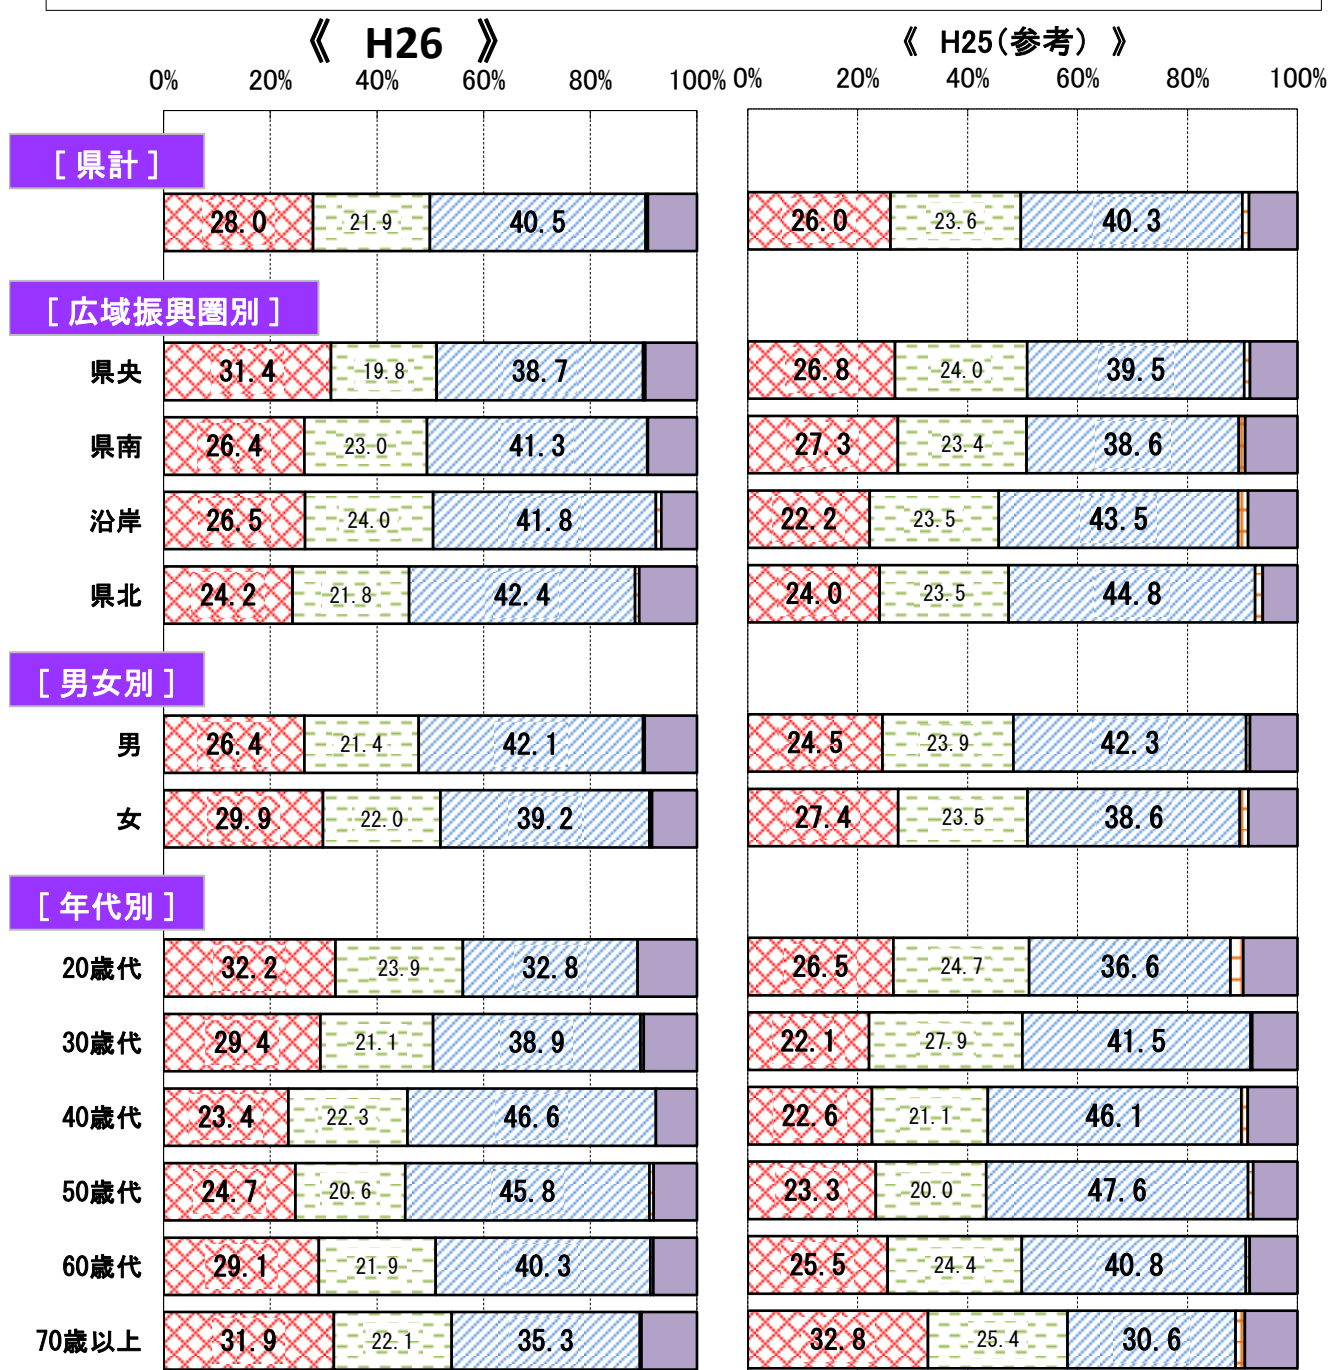 《 H26 》
《 H25(参考) 》
0% 20% 40% 60% 80% 100%
0% 20% 40% 60% 80% 100%
[ 県計 ]
28.0 21.9 40.5
26.0 23.6 40.3
[ 広域振興圏別 ]
県央 31.4 19.8 38.7
26.8 24.0 39.5
県南 26.4 23.0 41.3
27.3 23.4 38.6
沿岸 26.5 24.0 41.8
22.2 23.5 43.5
県北 24.2 21.8 42.4
24.0 23.5 44.8
[ 男女別 ]
男 26.4 21.4 42.1
24.5 23.9 42.3
女 29.9 22.0 39.2
27.4 23.5 38.6
[ 年代別 ]
20歳代 32.2 23.9 32.8
26.5 24.7 36.6
30歳代 29.4 21.1 38.9
22.1 27.9 41.5
40歳代 23.4 22.3 46.6
22.6 21.1 46.1
50歳代 24.7 20.6 45.8
23.3 20.0 47.6
60歳代 29.1 21.9 40.3
25.5 24.4 40.8
70歳以上 31.9 22.1 35.3
32.8 25.4 30.6